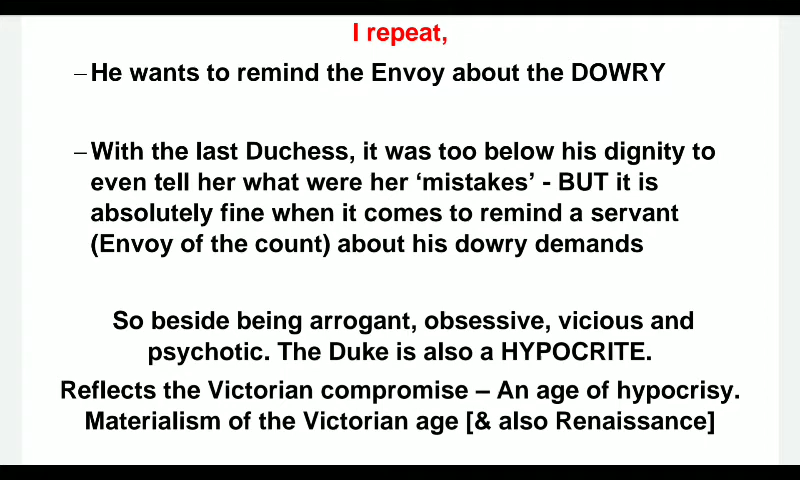 I repeat,
–He wants to remind the Envoy about the DOWRY
–With the last Duchess, it was too below his dignity to
even tell her what were her ‘mistakes’ - BUT it is
absolutely fine when it comes to remind a servant
(Envoy of the count) about his dowry demands
So beside being arrogant, obsessive, vicious and
psychotic. The Duke is also a HYPOCRITE.
Reflects the Victorian compromise – An age of hypocrisy.
Materialism of the Victorian age [& also Renaissance]